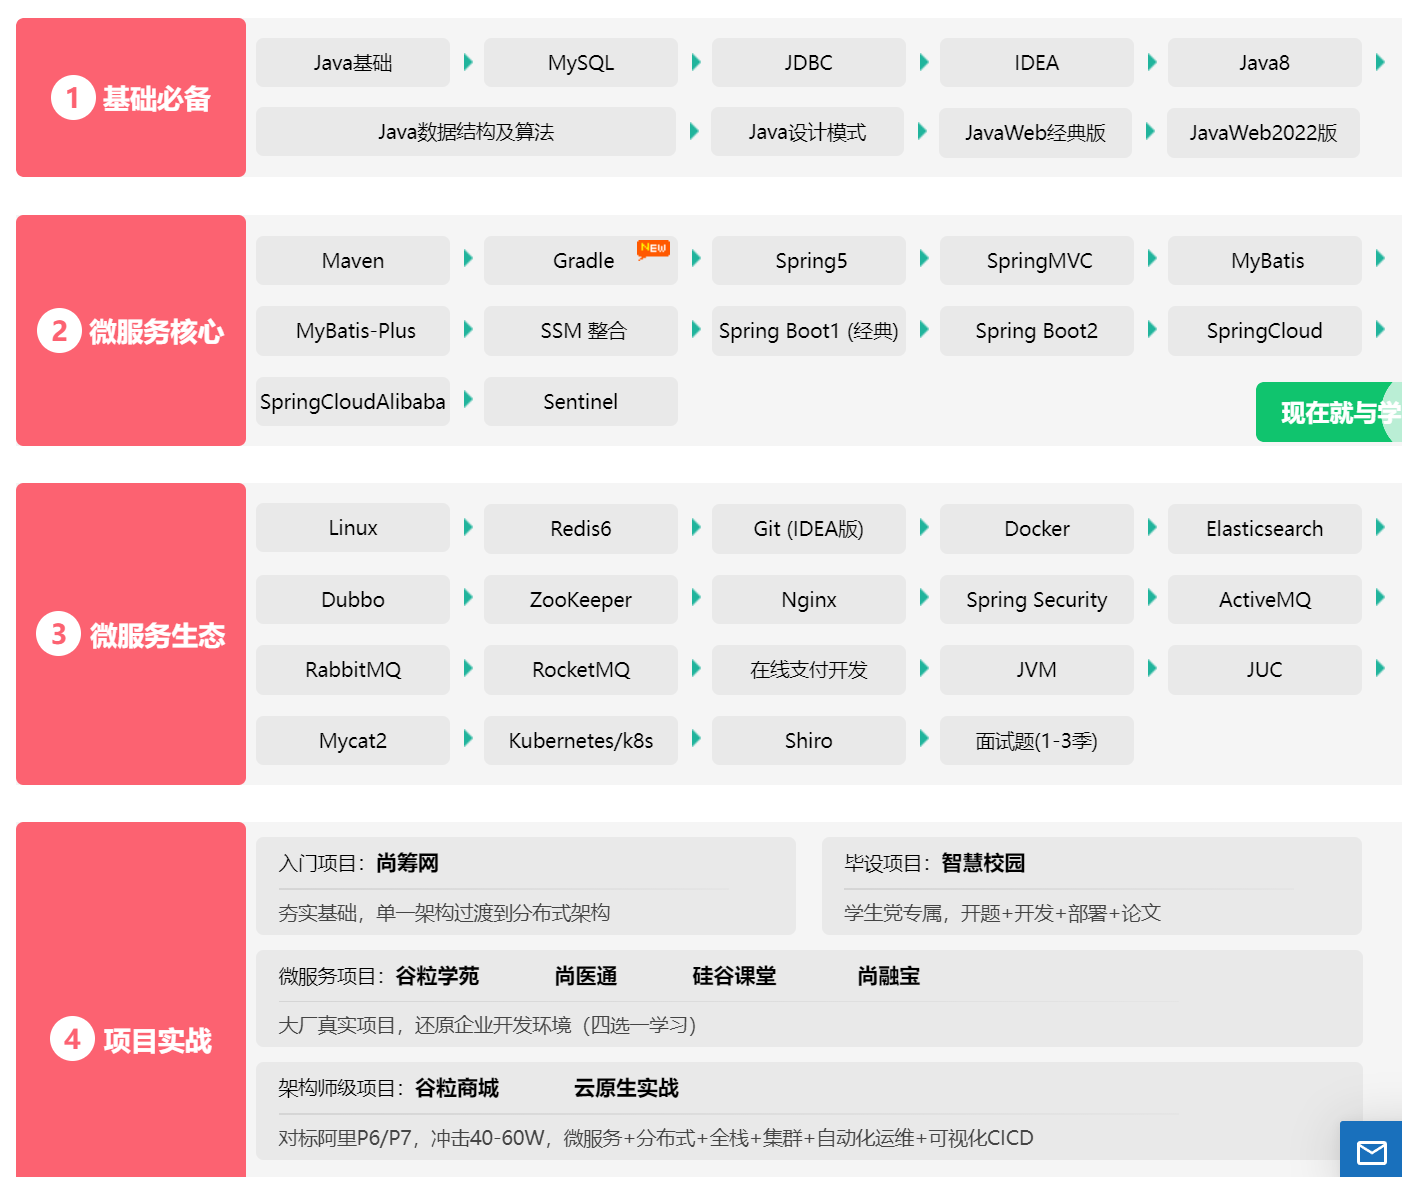 1 基础必备
Java基础 MySQL JDBC IDEA Java8
Java数据结构及算法 Java设计模式 JavaWeb经典版 JavaWeb2022版
2 微服务核心
Maven Gradle NEW Spring5 SpringMVC MyBatis
MyBatis-Plus SSM 整合 Spring Boot1 (经典) Spring Boot2 SpringCloud
SpringCloudAlibaba Sentinel
现在就与学
3 微服务生态
Linux Redis6 Git (IDEA版) Docker Elasticsearch
Dubbo ZooKeeper Nginx Spring Security ActiveMQ
RabbitMQ RocketMQ 在线支付开发 JVM JUC
Mycat2 Kubernetes/k8s Shiro 面试题(1-3季)
4 项目实战
入门项目：尚筹网
夯实基础，单一架构过渡到分布式架构
毕设项目：智慧校园
学生党专属，开题+开发+部署+论文
微服务项目：谷粒学苑 尚医通 硅谷课堂 尚融宝
大厂真实项目，还原企业开发环境（四选一学习）
架构师级项目：谷粒商城 云原生实战
对标阿里P6/P7，冲击40-60W，微服务+分布式+全栈+集群+自动化运维+可视化CICD